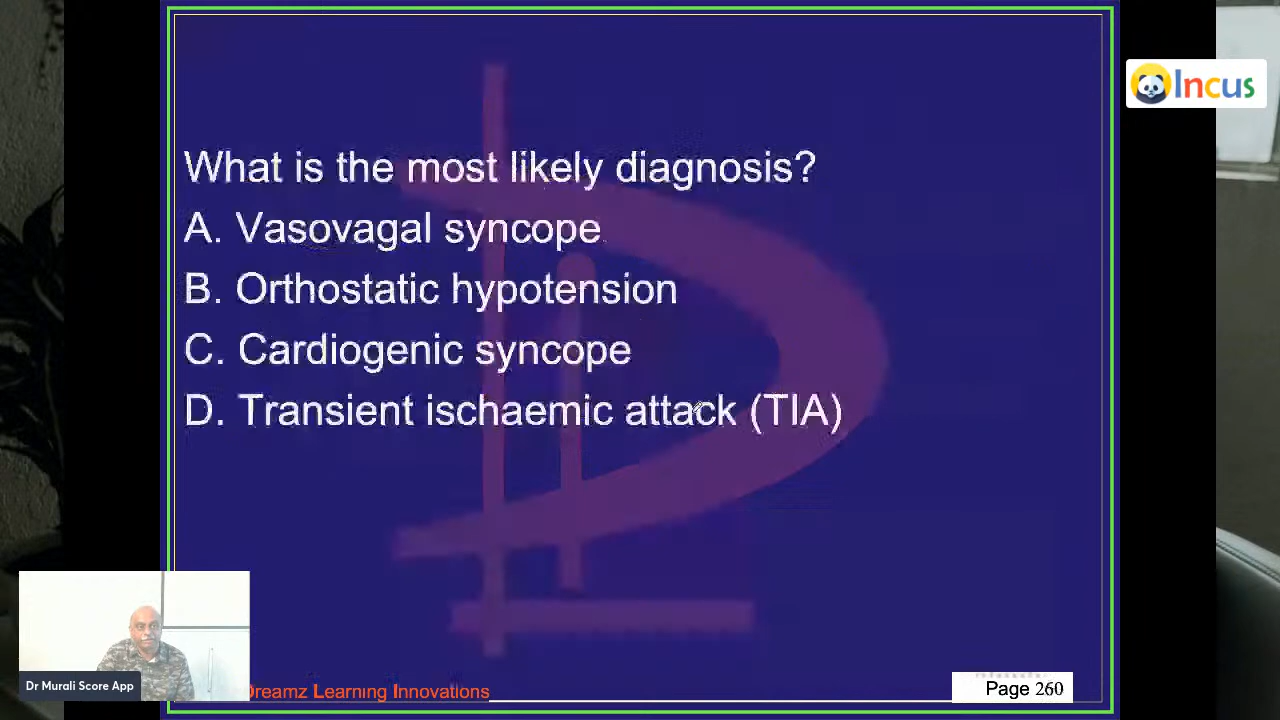 Incus
What is the most likely diagnosis?
A. Vasovagal syncope
B. Orthostatic hypotension
C. Cardiogenic syncope
D. Transient ischaemic attack (TIA)
Dr Murali Score App
Dreamz Learning Innovations
Page 260